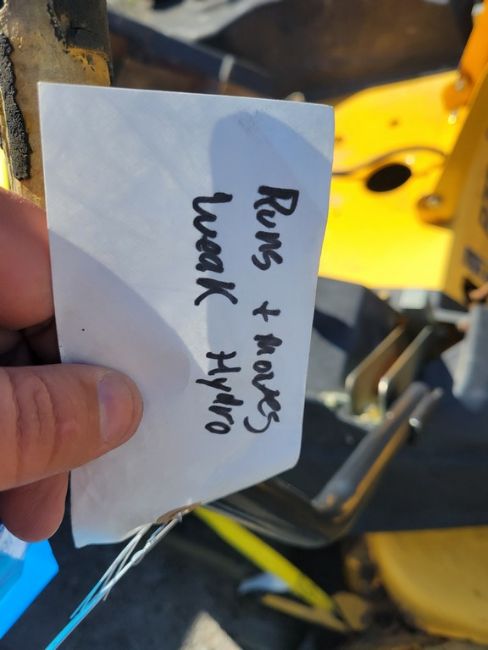 Runs + moves
weak Hydro